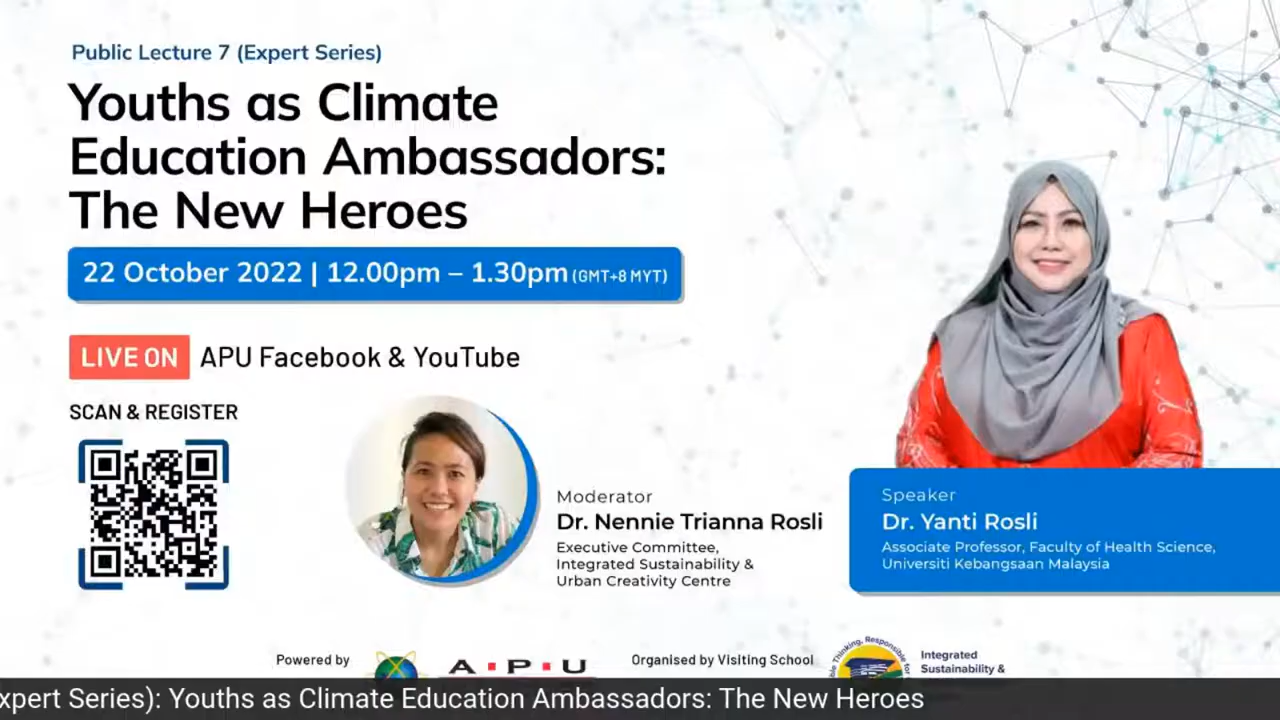 Public Lecture 7 (Expert Series)
Youths as Climate
Education Ambassadors:
The New Heroes
22 October 2022 | 12.00pm – 1.30pm (GMT+8 MYT)
LIVE ON APU Facebook & YouTube
SCAN & REGISTER
Moderator
Dr. Nennie Trianna Rosli
Executive Committee,
Integrated Sustainability &
Urban Creativity Centre
Speaker
Dr. Yanti Rosli
Associate Professor, Faculty of Health Science,
Universiti Kebangsaan Malaysia
Powered by
A·P·U
Organised by Visiting School
Thinking, Responsible
Integrated
Sustainability &
xpert Series): Youths as Climate Education Ambassadors: The New Heroes